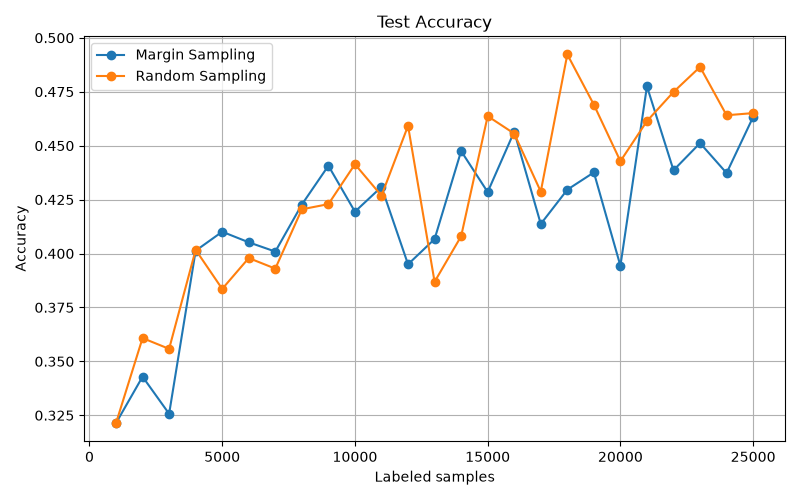 Test Accuracy
Margin Sampling
Random Sampling
0.500
0.475
0.450
0.425
0.400
0.375
0.350
0.325
Accuracy
0
5000
10000
15000
20000
25000
Labeled samples